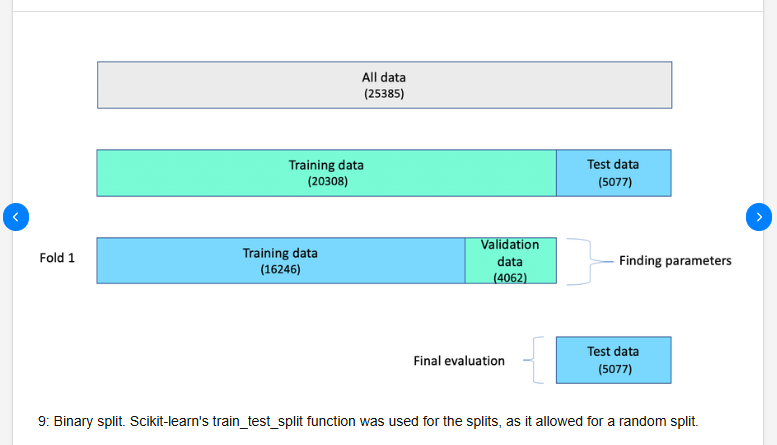 All data
(25385)
Training data
(20308)
Test data
(5077)
Fold 1
Training data
(16246)
Validation
data
(4062)
Finding parameters
Final evaluation
Test data
(5077)
9: Binary split. Scikit-learn's train_test_split function was used for the splits, as it allowed for a random split.